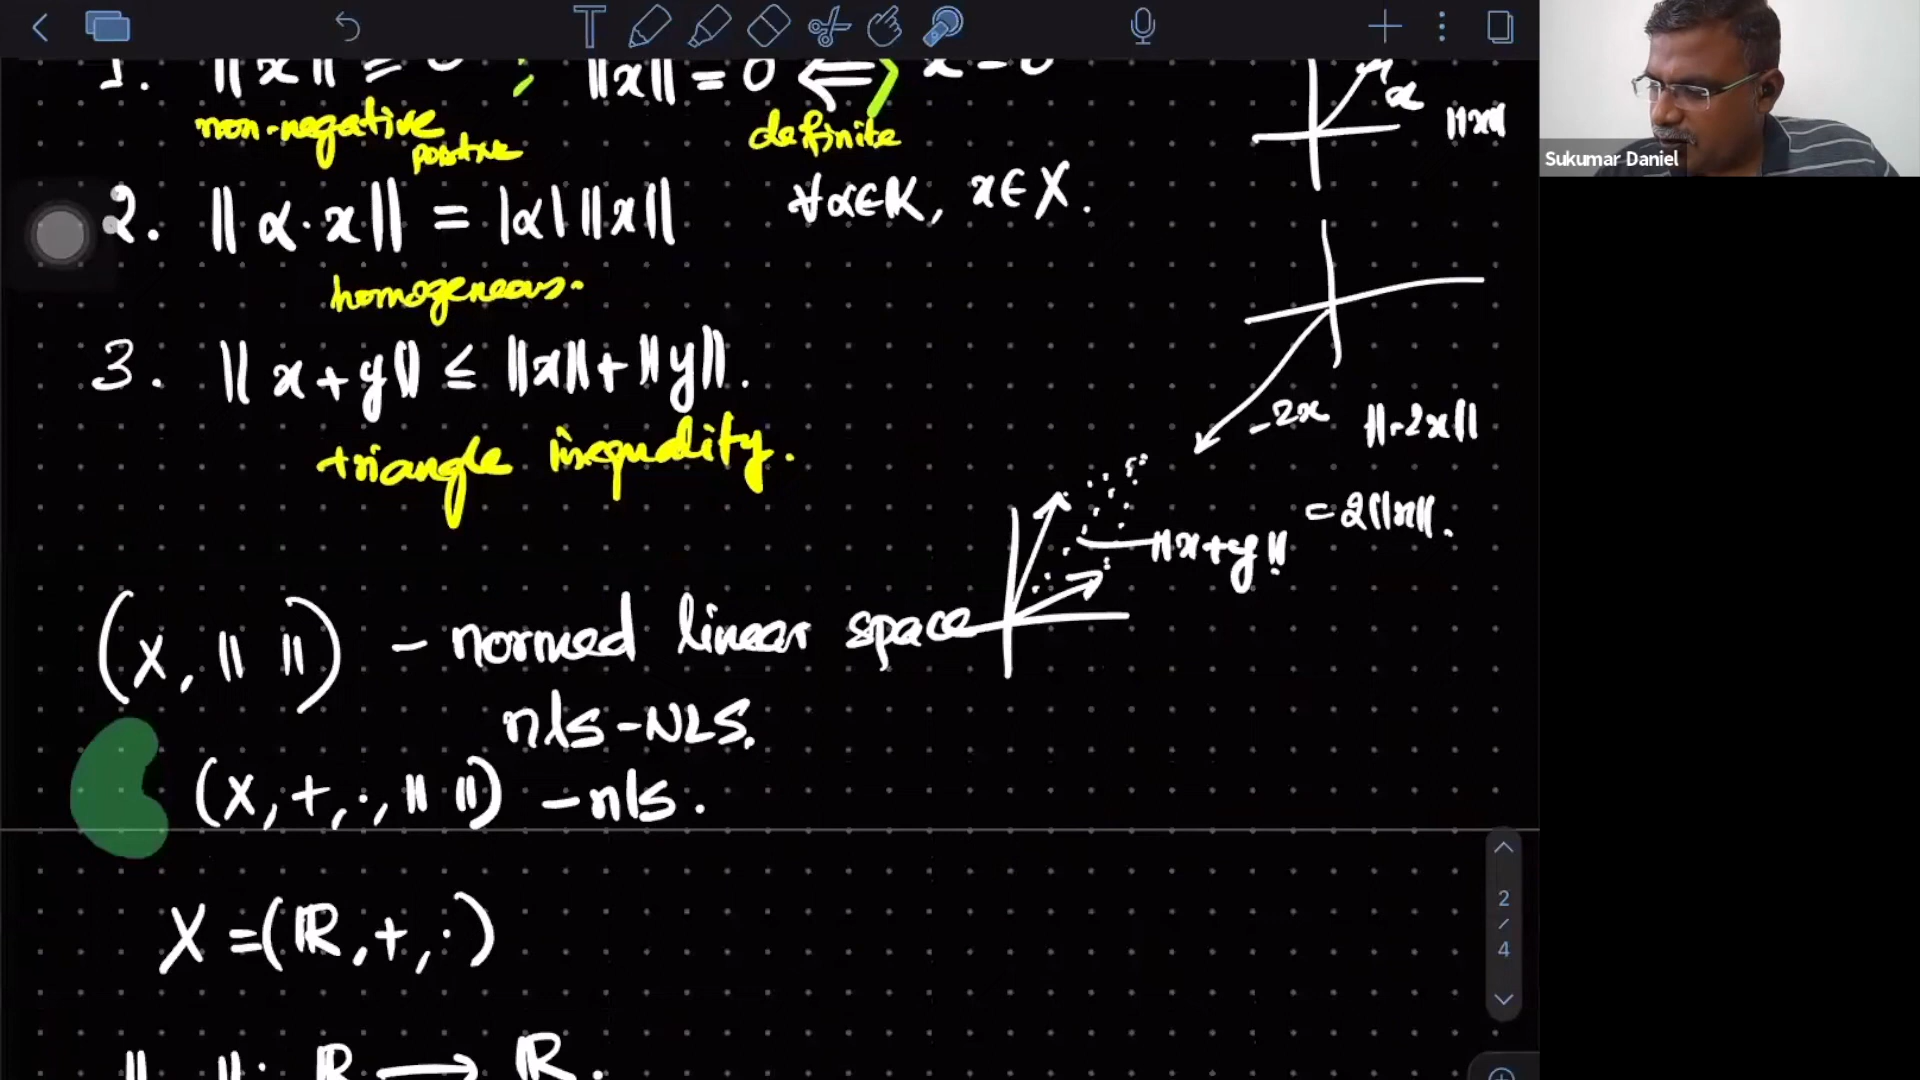 1. ||x|| ≥ 0 ; ||x|| = 0 ⟺ x = 0
non-negative positive definite
x ||x||
2. ||α·x|| = |α| ||x|| ∀α∈K, x∈X.
homogeneous.
3. ||x+y|| ≤ ||x||+||y||.
triangle inequality.
-2x ||-2x||
= 2||x||.
||x+y||
(X, || ||) - normed linear space
nls-NLS.
(X, +, ·, || ||) - nls.
X = (ℝ, +, ·)
|| ||: ℝ → ℝ.
Sukumar Daniel
2
/
4